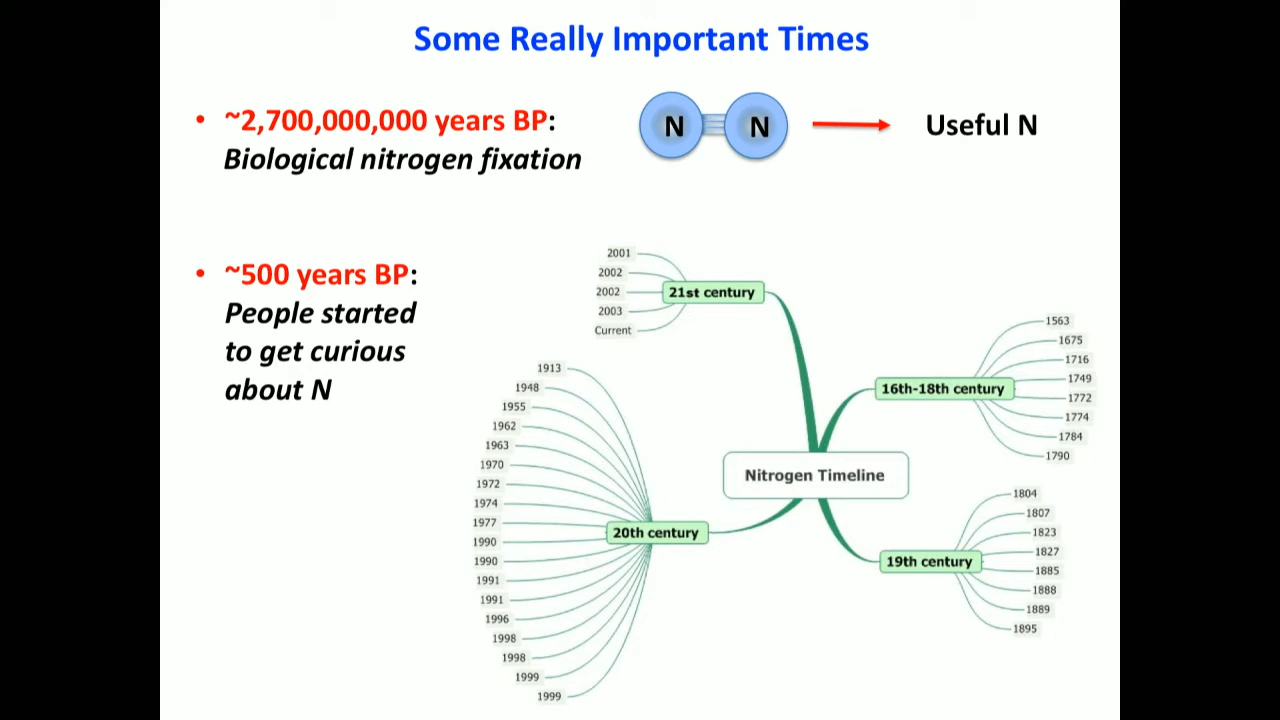 Some Really Important Times
• ~2,700,000,000 years BP:
Biological nitrogen fixation
N N
Useful N
• ~500 years BP:
People started
to get curious
about N
Nitrogen Timeline
21st century
2001
2002
2002
2003
Current
16th-18th century
1563
1675
1716
1749
1772
1774
1784
1790
19th century
1804
1807
1823
1827
1885
1888
1889
1895
20th century
1913
1948
1955
1962
1963
1970
1972
1974
1977
1990
1990
1991
1991
1996
1998
1998
1999
1999